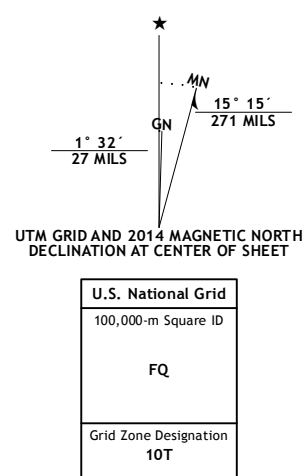 ★
MN
GN
15° 15´
271 MILS
1° 32´
27 MILS
UTM GRID AND 2014 MAGNETIC NORTH
DECLINATION AT CENTER OF SHEET
U.S. National Grid
100,000-m Square ID
FQ
Grid Zone Designation
10T